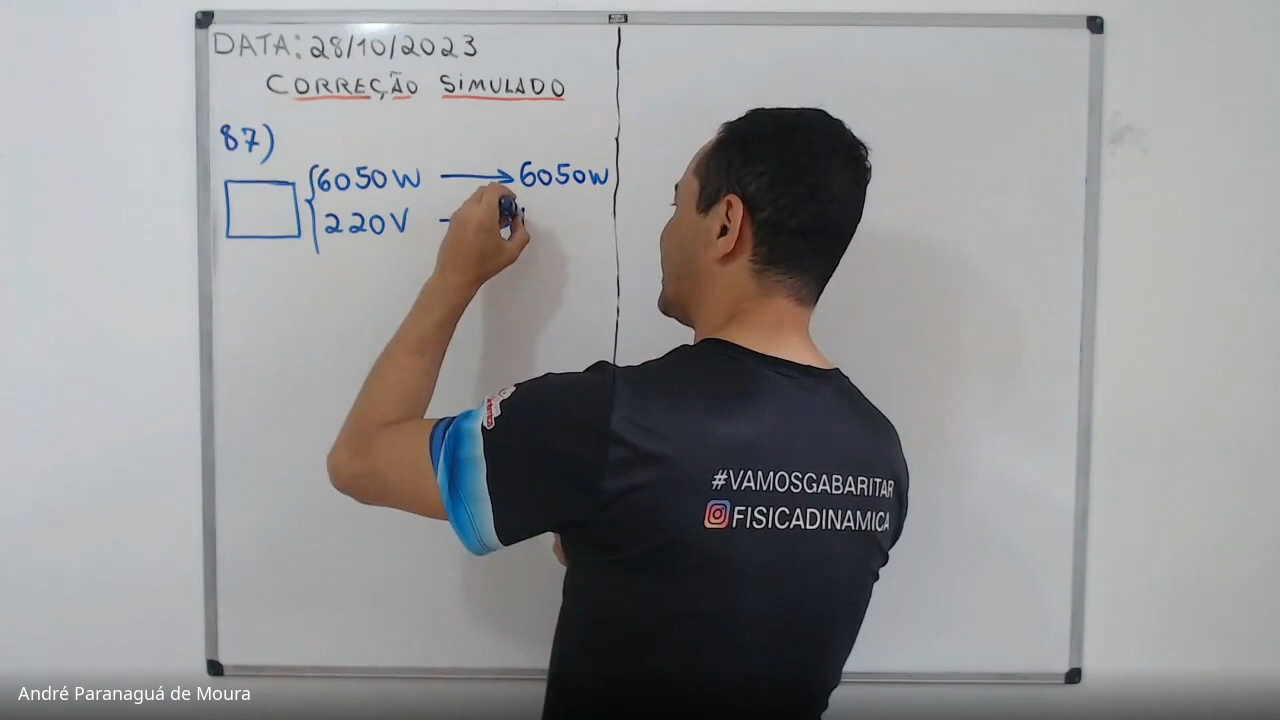 DATA: 28/10/2023
CORREÇÃO SIMULADO
87)
6050W → 6050W
220V -
#VAMOSGABARITAR
FISICADINAMICA
André Paranaguá de Moura